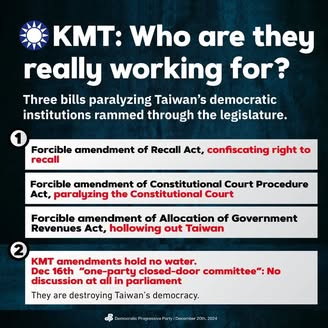 KMT: Who are they
really working for?
Three bills paralyzing Taiwan's democratic
institutions rammed through the legislature.
1
Forcible amendment of Recall Act, confiscating right to
recall
Forcible amendment of Constitutional Court Procedure
Act, paralyzing the Constitutional Court
Forcible amendment of Allocation of Government
Revenues Act, hollowing out Taiwan
2
KMT amendments hold no water.
Dec 16th "one-party closed-door committee": No
discussion at all in parliament
They are destroying Taiwan's democracy.
Democratic Progressive Party / December 20th, 2024